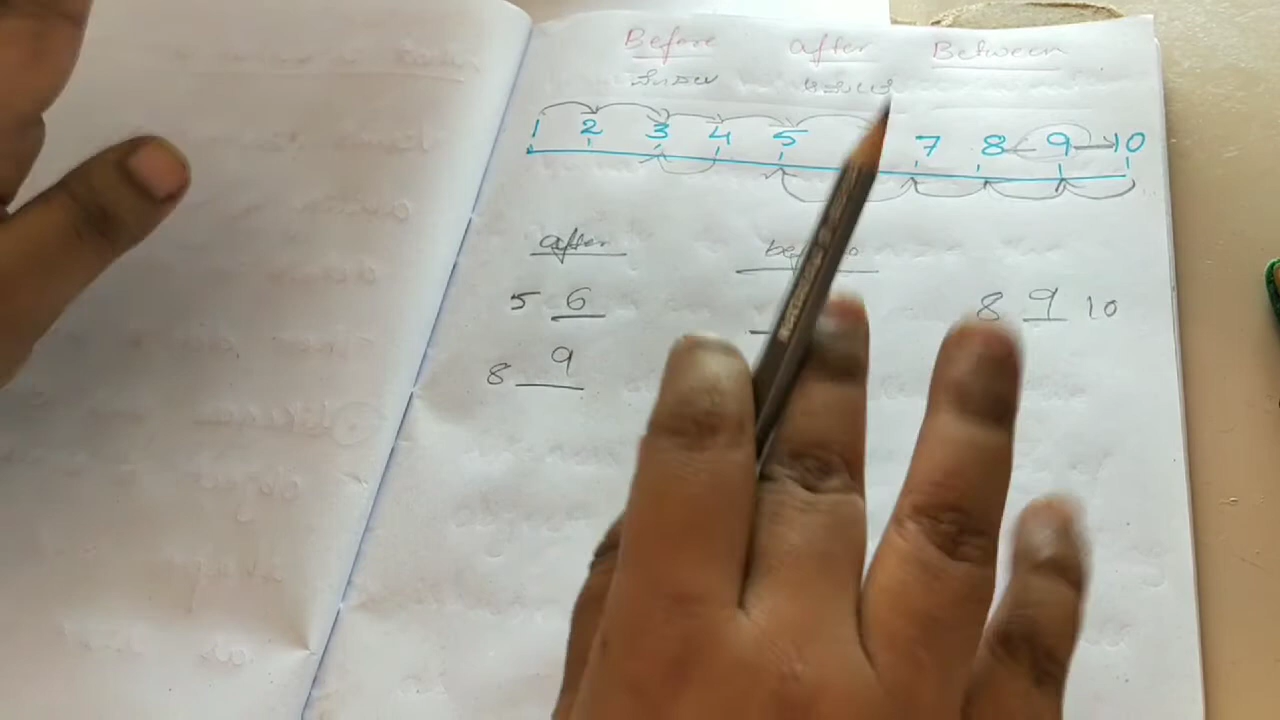 Before after Between
1 2 3 4 5 7 8 9 10
after
5 6 8 9 10
8 9